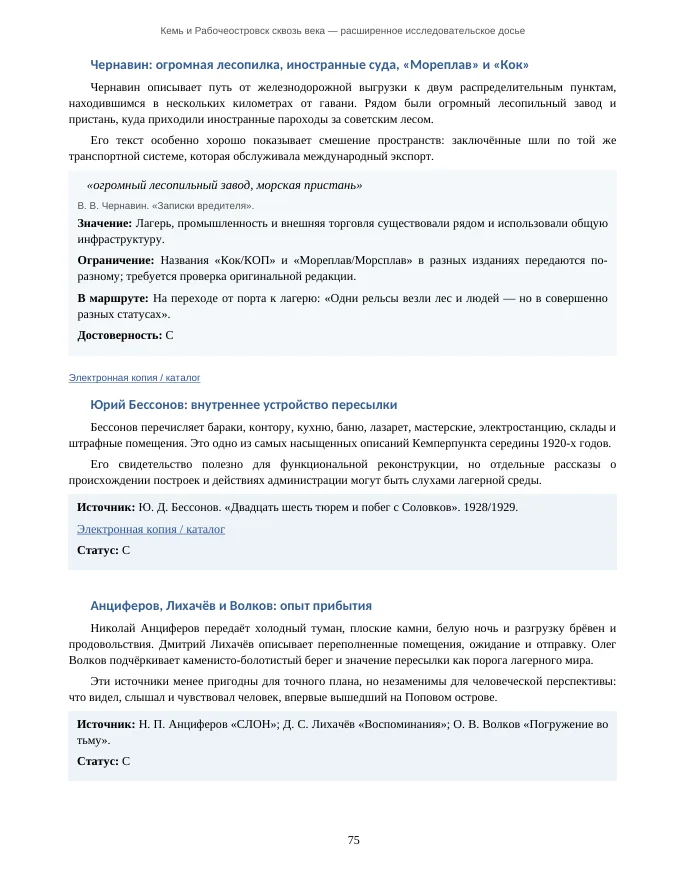 Кемь и Рабочеостровск сквозь века — расширенное исследовательское досье
Чернавин: огромная лесопилка, иностранные суда, «Мореплав» и «Кок»
Чернавин описывает путь от железнодорожной выгрузки к двум распределительным пунктам,
находившимся в нескольких километрах от гавани. Рядом были огромный лесопильный завод и
пристань, куда приходили иностранные пароходы за советским лесом.
Его текст особенно хорошо показывает смешение пространств: заключённые шли по той же
транспортной системе, которая обслуживала международный экспорт.
«огромный лесопильный завод, морская пристань»
В. В. Чернавин. «Записки вредителя».
Значение: Лагерь, промышленность и внешняя торговля существовали рядом и использовали общую
инфраструктуру.
Ограничение: Названия «Кок/КОП» и «Мореплав/Морсплав» в разных изданиях передаются по-
разному; требуется проверка оригинальной редакции.
В маршруте: На переходе от порта к лагерю: «Одни рельсы везли лес и людей — но в совершенно
разных статусах».
Достоверность: С
Электронная копия / каталог
Юрий Бессонов: внутреннее устройство пересылки
Бессонов перечисляет бараки, контору, кухню, баню, лазарет, мастерские, электростанцию, склады и
штрафные помещения. Это одно из самых насыщенных описаний Кемперпункта середины 1920-х годов.
Его свидетельство полезно для функциональной реконструкции, но отдельные рассказы о
происхождении построек и действиях администрации могут быть слухами лагерной среды.
Источник: Ю. Д. Бессонов. «Двадцать шесть тюрем и побег с Соловков». 1928/1929.
Электронная копия / каталог
Статус: С
Анциферов, Лихачёв и Волков: опыт прибытия
Николай Анциферов передаёт холодный туман, плоские камни, белую ночь и разгрузку брёвен и
продовольствия. Дмитрий Лихачёв описывает переполненные помещения, ожидание и отправку. Олег
Волков подчёркивает каменисто-болотистый берег и значение пересылки как порога лагерного мира.
Эти источники менее пригодны для точного плана, но незаменимы для человеческой перспективы:
что видел, слышал и чувствовал человек, впервые вышедший на Поповом острове.
Источник: Н. П. Анциферов «СЛОН»; Д. С. Лихачёв «Воспоминания»; О. В. Волков «Погружение во
тьму».
Статус: С
75